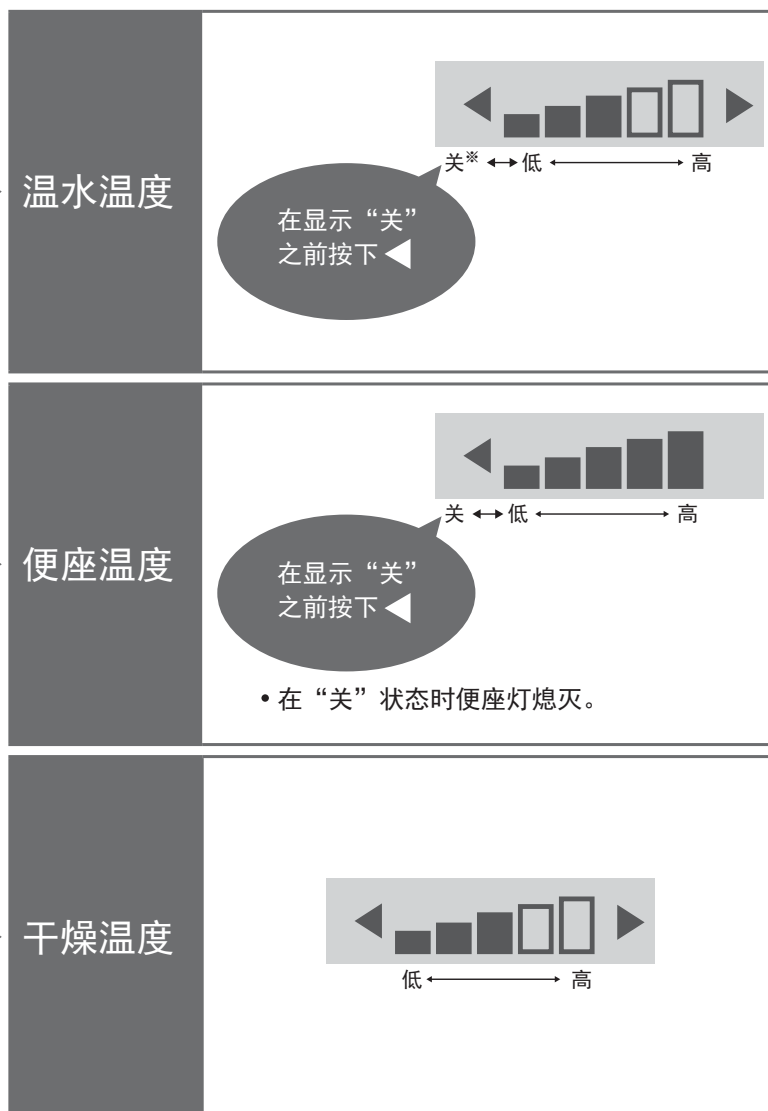 温水温度
关※ ↔ 低 ↔ 高
在显示“关”
之前按下◀
便座温度
关 ↔ 低 ↔ 高
在显示“关”
之前按下◀
•在“关”状态时便座灯熄灭。
干燥温度
低 ↔ 高